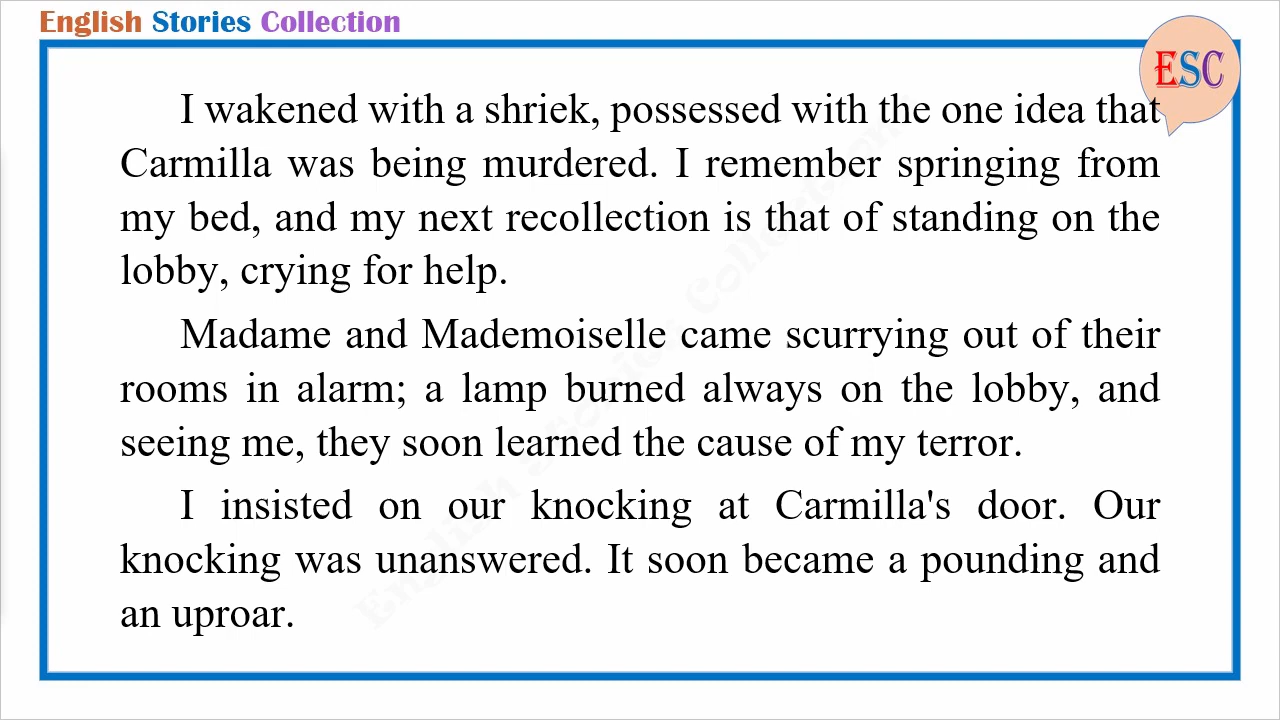 English Stories Collection
ESC
I wakened with a shriek, possessed with the one idea that
Carmilla was being murdered. I remember springing from
my bed, and my next recollection is that of standing on the
lobby, crying for help.
Madame and Mademoiselle came scurrying out of their
rooms in alarm; a lamp burned always on the lobby, and
seeing me, they soon learned the cause of my terror.
I insisted on our knocking at Carmilla's door. Our
knocking was unanswered. It soon became a pounding and
an uproar.
English Stories Collection